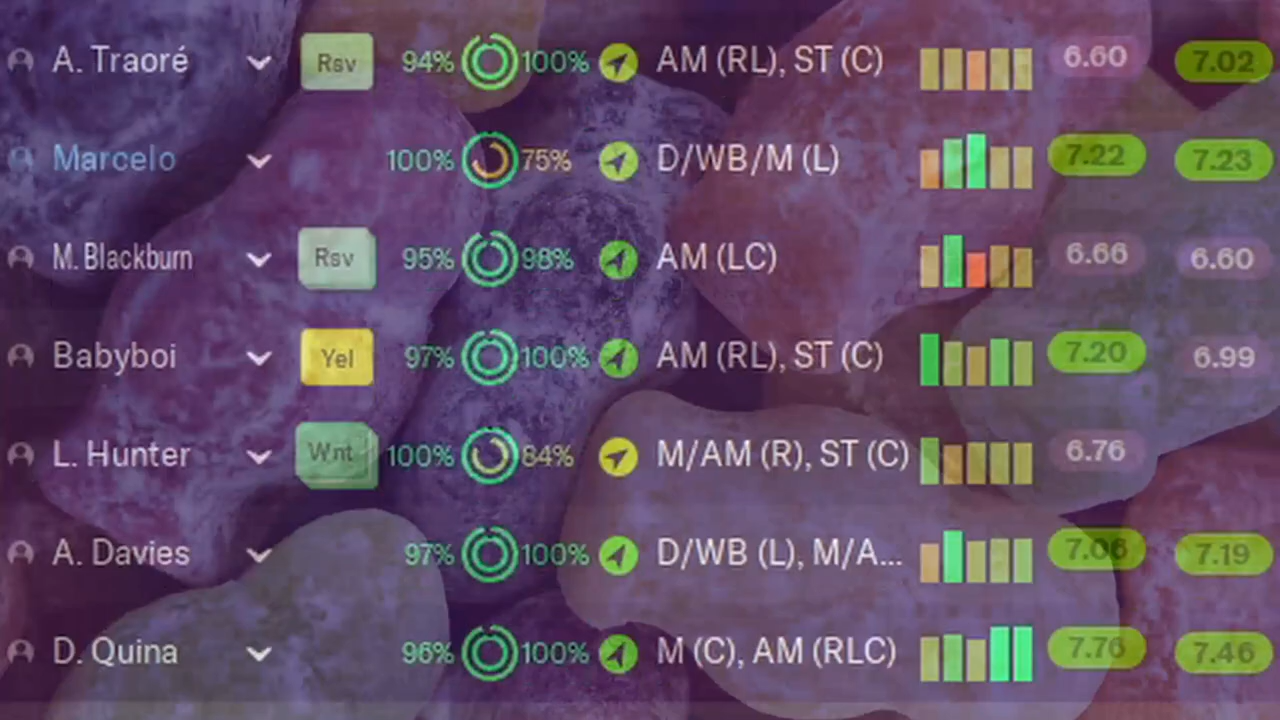 A. Traoré Rsv 94% 100% AM (RL), ST (C) 6.60 7.02
Marcelo 100% 75% D/WB/M (L) 7.22 7.23
M. Blackburn Rsv 95% 98% AM (LC) 6.66 6.60
Babyboi Yel 97% 100% AM (RL), ST (C) 7.20 6.99
L. Hunter Wnt 100% 84% M/AM (R), ST (C) 6.76
A. Davies 97% 100% D/WB (L), M/A... 7.06 7.19
D. Quina 96% 100% M (C), AM (RLC) 7.76 7.46